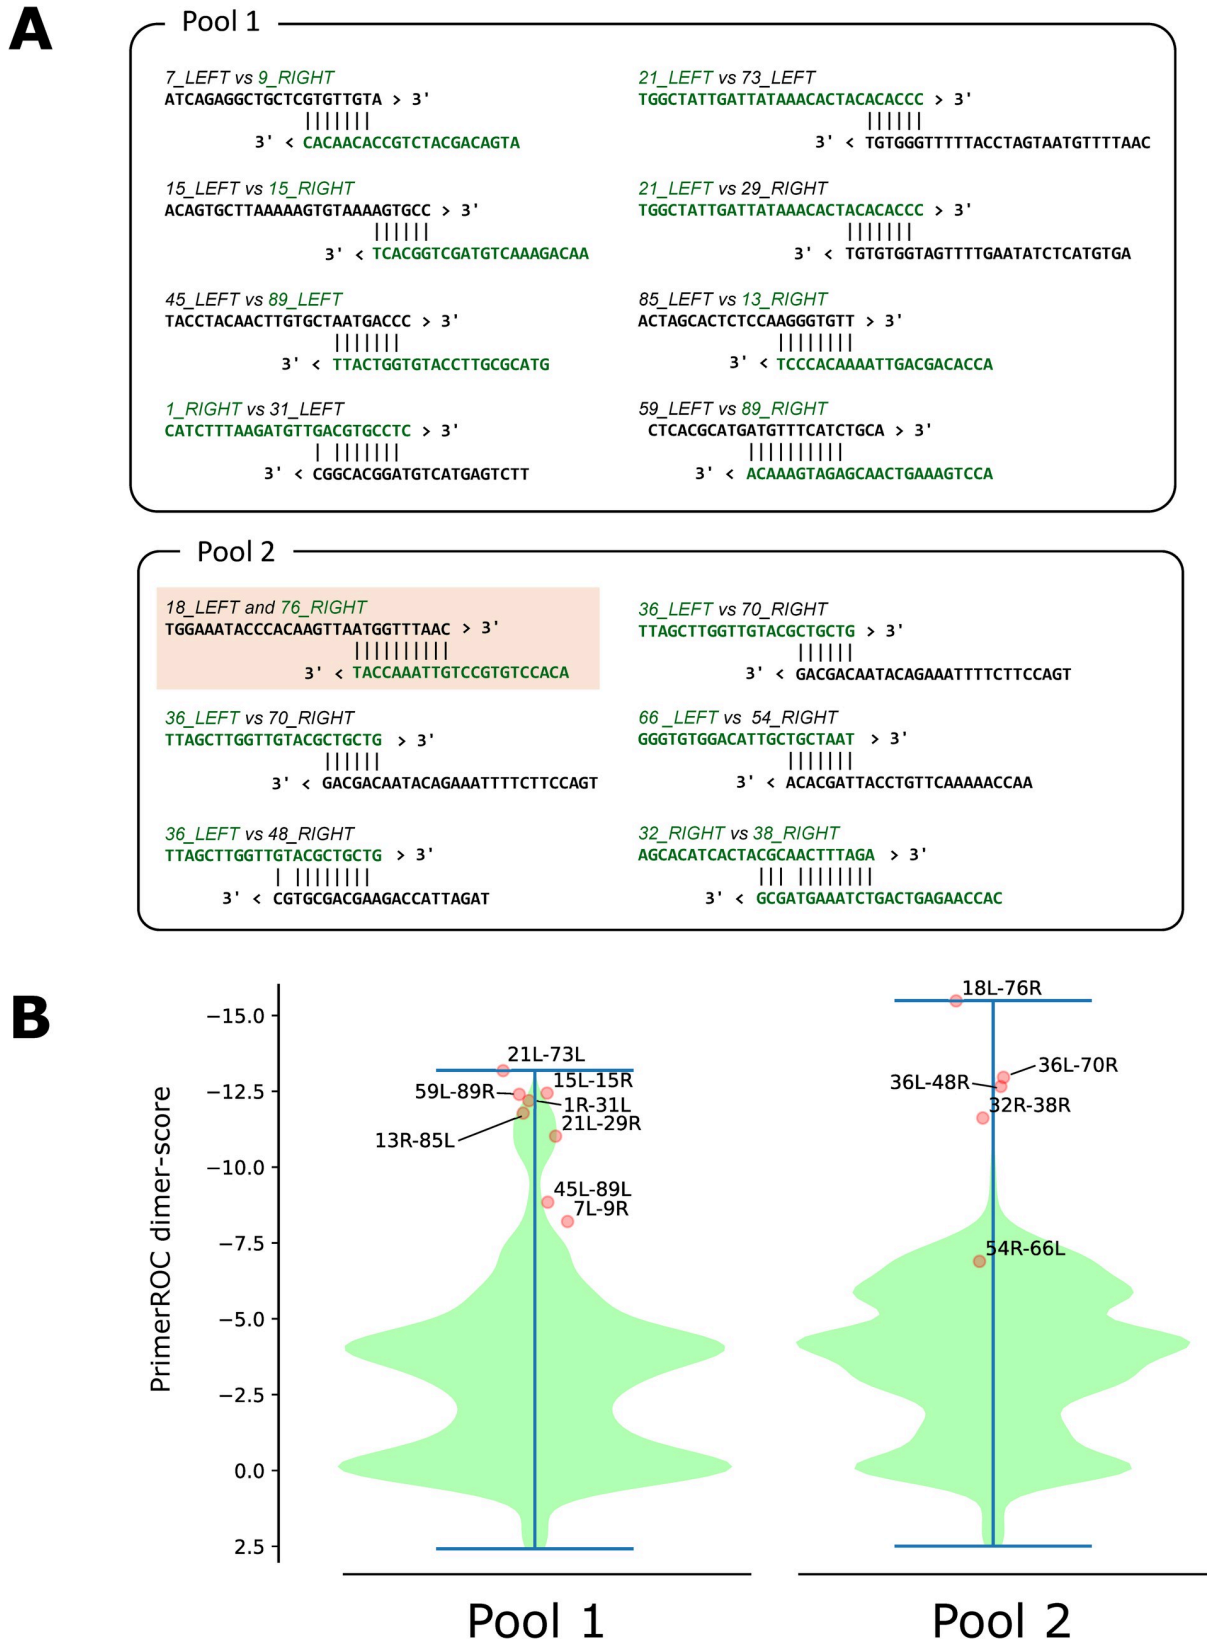 A
Pool 1
7_LEFT vs 9_RIGHT
ATCAGAGGCTGCTCGTGTTGTA > 3'
3' < CACAACACCGTCTACGACAGTA
15_LEFT vs 15_RIGHT
ACAGTGCTTAAAAAGTGTAAAAGTGCC > 3'
3' < TCACGGTCGATGTCAAAGACAA
45_LEFT vs 89_LEFT
TACCTACAACTTGTGCTAATGACCC > 3'
3' < TTACTGGTGTACCTTGCGCATG
1_RIGHT vs 31_LEFT
CATCTTTAAGATGTTGACGTGCCTC > 3'
3' < CGGCACGGATGTCATGAGTCTT
21_LEFT vs 73_LEFT
TGGCTATTGATTATAAACACTACACACCC > 3'
3' < TGTGGGTTTTTACCTAGTAATGTTTTAAC
21_LEFT vs 29_RIGHT
TGGCTATTGATTATAAACACTACACACCC > 3'
3' < TGTGTGGTAGTTTTGAATATCTCATGTGA
85_LEFT vs 13_RIGHT
ACTAGCACTCTCCAAGGGTGTT > 3'
3' < TCCCACAAAATTGACGACACCA
59_LEFT vs 89_RIGHT
CTCACGCATGATGTTTCATCTGCA > 3'
3' < ACAAAGTAGAGCAACTGAAAGTCCA
Pool 2
18_LEFT and 76_RIGHT
TGGAAATACCCACAAGTTAATGGTTTAAC > 3'
3' < TACCAAATTGTCCGTGTCCACA
36_LEFT vs 70_RIGHT
TTAGCTTGGTTGTACGCTGCTG > 3'
3' < GACGACAATACAGAAATTTTCTTCCAGT
36_LEFT vs 48_RIGHT
TTAGCTTGGTTGTACGCTGCTG > 3'
3' < CGTGCGACGAAGACCATTAGAT
36_LEFT vs 70_RIGHT
TTAGCTTGGTTGTACGCTGCTG > 3'
3' < GACGACAATACAGAAATTTTCTTCCAGT
66 _LEFT vs 54_RIGHT
GGGTGTGGACATTGCTGCTAAT > 3'
3' < ACACGATTACCTGTTCAAAAACCAA
32_RIGHT vs 38_RIGHT
AGCACATCACTACGCAACTTTAGA > 3'
3' < GCGATGAAATCTGACTGAGAACCAC
B
PrimerROC dimer-score
−15.0
−12.5
−10.0
−7.5
−5.0
−2.5
0.0
2.5
21L-73L
15L-15R
59L-89R
1R-31L
21L-29R
13R-85L
45L-89L
7L-9R
18L-76R
36L-70R
36L-48R
32R-38R
54R-66L
Pool 1
Pool 2